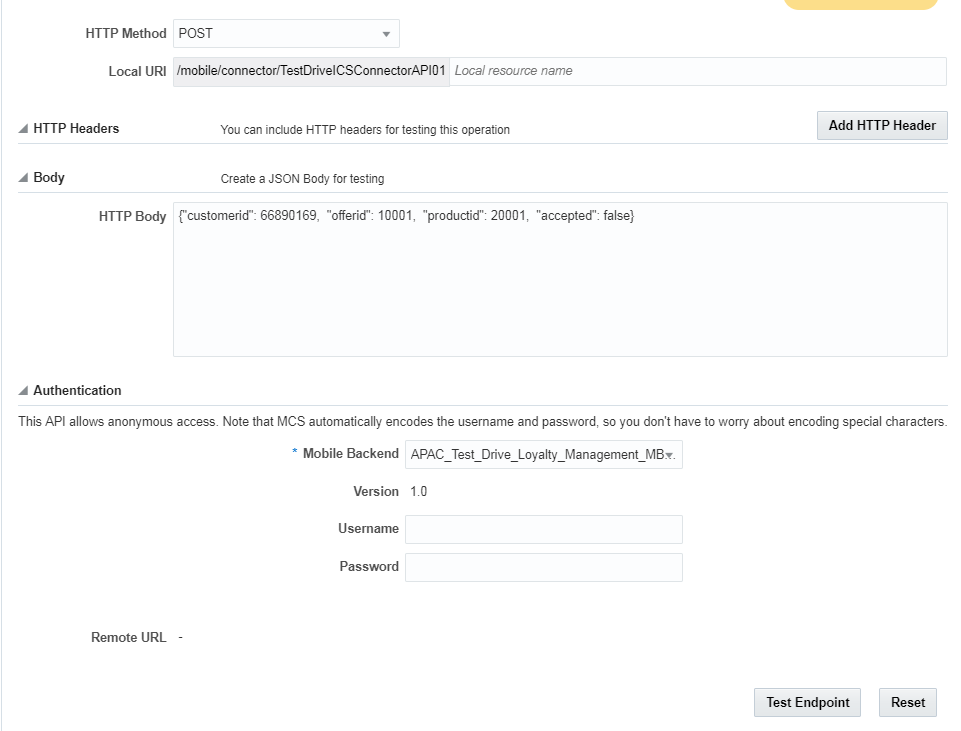 HTTP Method POST
Local URI /mobile/connector/TestDriveICSConnectorAPI01 Local resource name
HTTP Headers You can include HTTP headers for testing this operation Add HTTP Header
Body Create a JSON Body for testing
HTTP Body {"customerid": 66890169, "offerid": 10001, "productid": 20001, "accepted": false}
Authentication
This API allows anonymous access. Note that MCS automatically encodes the username and password, so you don't have to worry about encoding special characters.
* Mobile Backend APAC_Test_Drive_Loyalty_Management_MB
Version 1.0
Username
Password
Remote URL -
Test Endpoint Reset